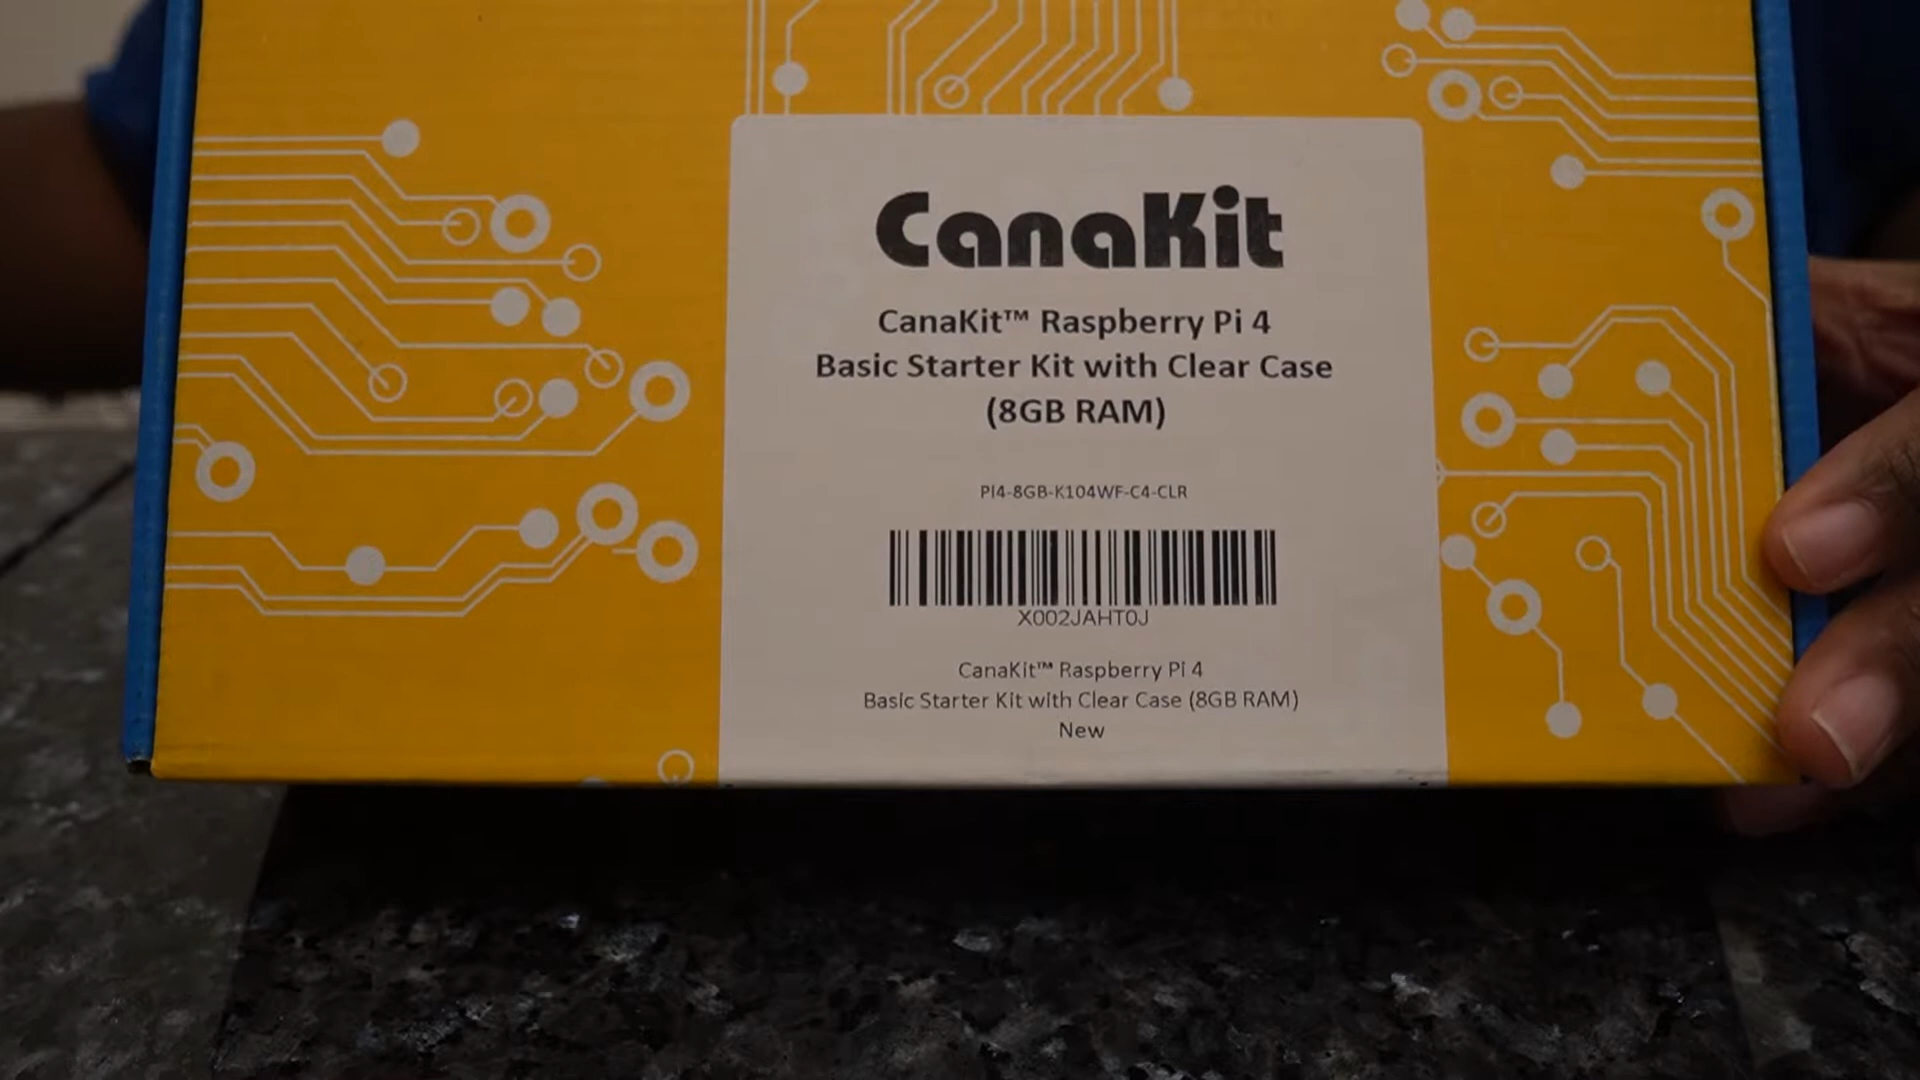 CanaKit
CanaKit™ Raspberry Pi 4
Basic Starter Kit with Clear Case
(8GB RAM)
PI4-8GB-K104WF-C4-CLR
X002JAHT0J
CanaKit™ Raspberry Pi 4
Basic Starter Kit with Clear Case (8GB RAM)
New